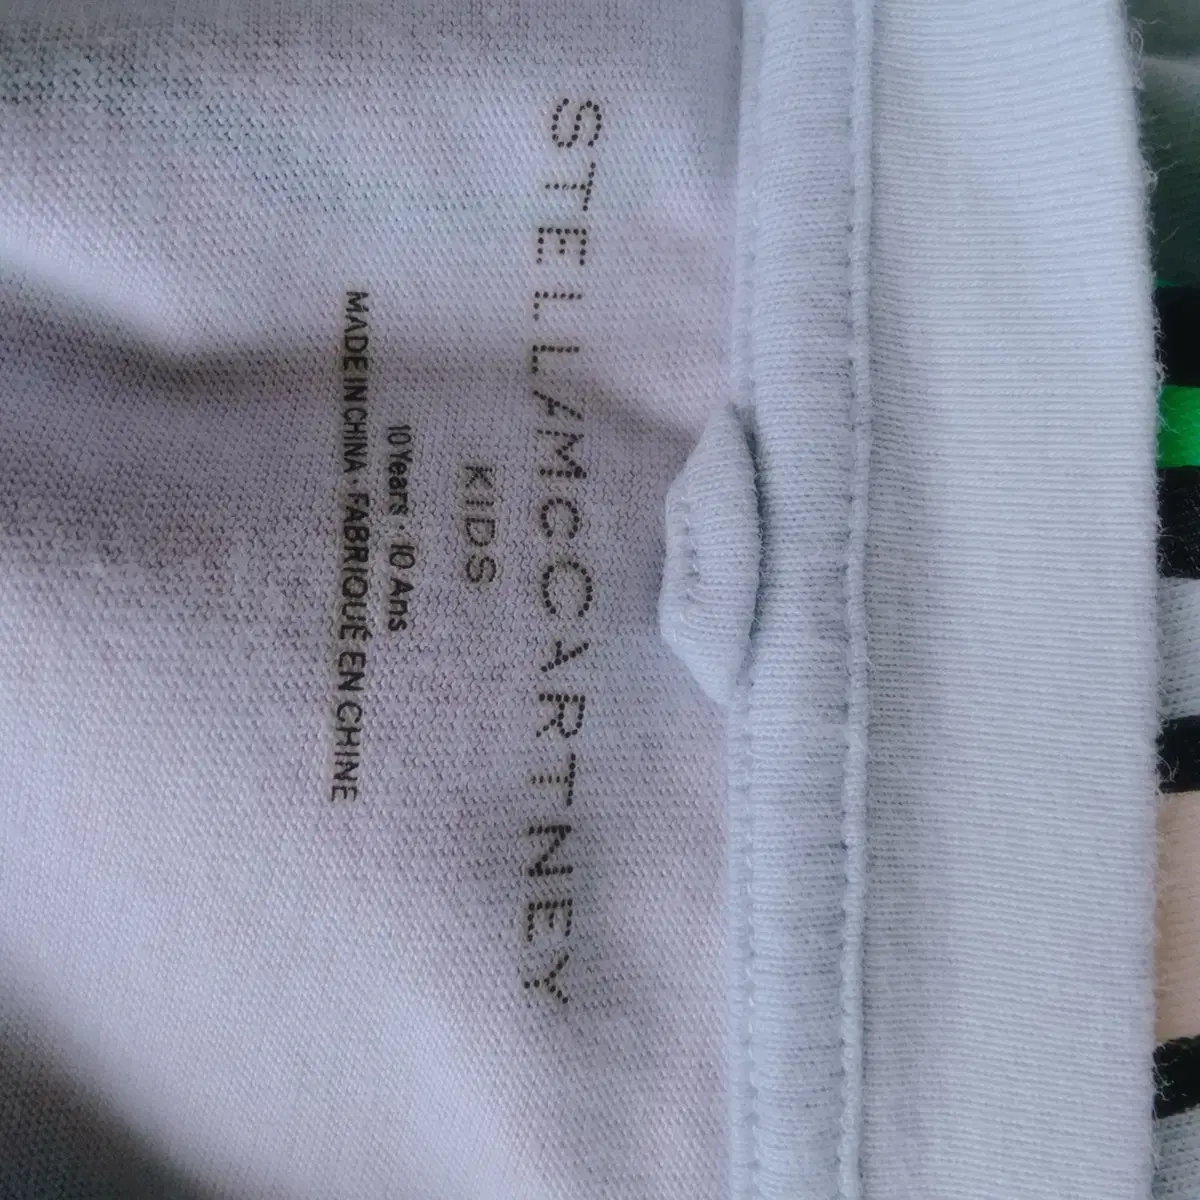 STELLAMCCARTNEY
KIDS
10 Years · 10 Ans
MADE IN CHINA · FABRIQUÉ EN CHINE